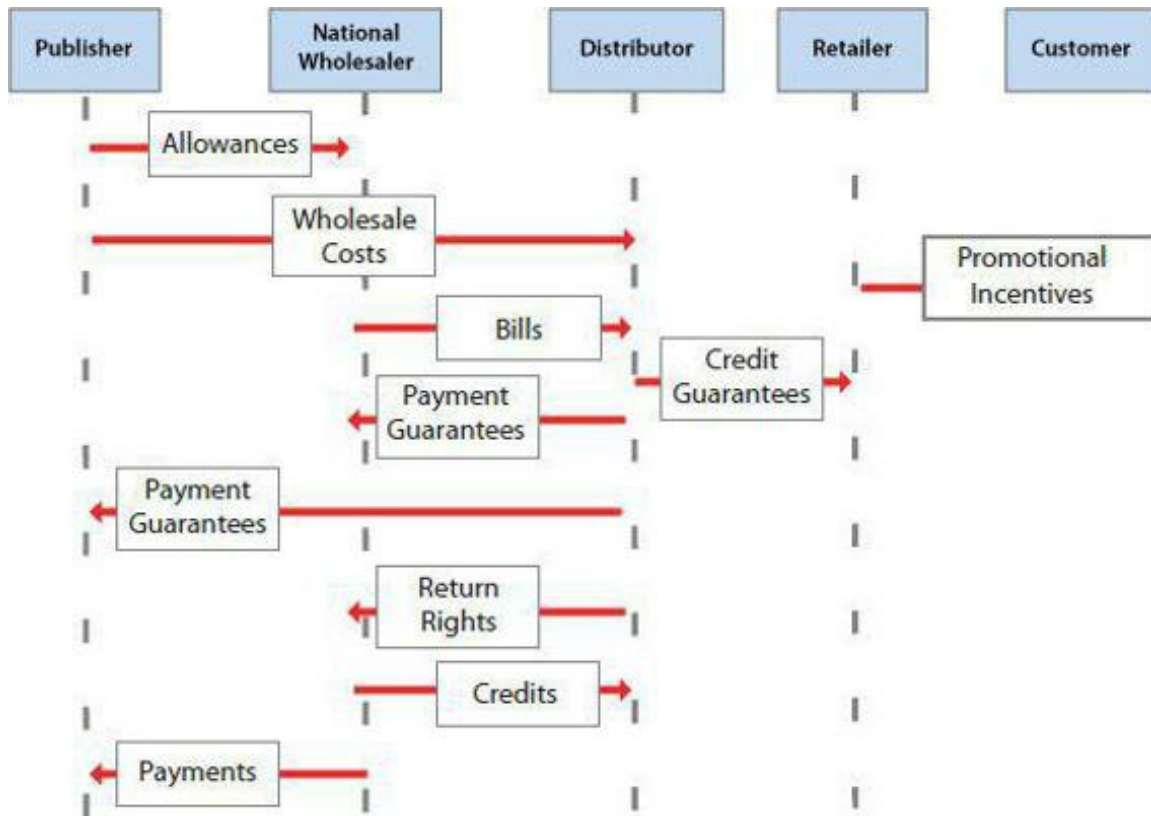 Publisher
National
Wholesaler
Distributor
Retailer
Customer
Allowances
Wholesale
Costs
Promotional
Incentives
Bills
Credit
Guarantees
Payment
Guarantees
Payment
Guarantees
Return
Rights
Credits
Payments